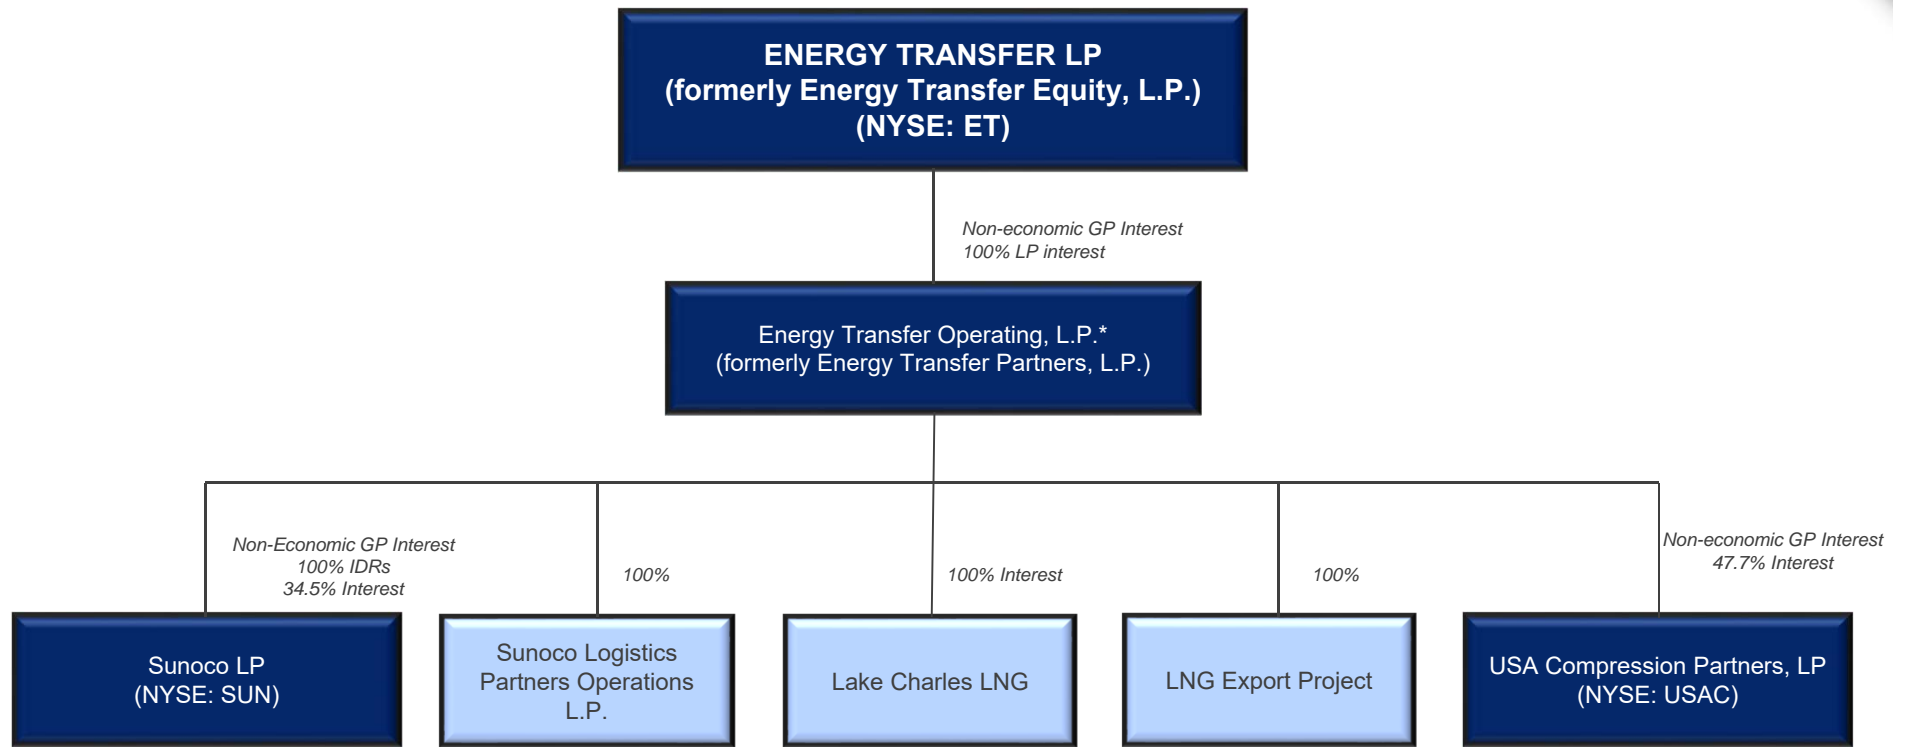 ENERGY TRANSFER LP
(formerly Energy Transfer Equity, L.P.)
(NYSE: ET)
Non-economic GP Interest
100% LP interest
Energy Transfer Operating, L.P.*
(formerly Energy Transfer Partners, L.P.)
Non-Economic GP Interest
100% IDRs
34.5% Interest
100%
100% Interest
100%
Non-economic GP Interest
47.7% Interest
Sunoco LP
(NYSE: SUN)
Sunoco Logistics
Partners Operations
L.P.
Lake Charles LNG
LNG Export Project
USA Compression Partners, LP
(NYSE: USAC)